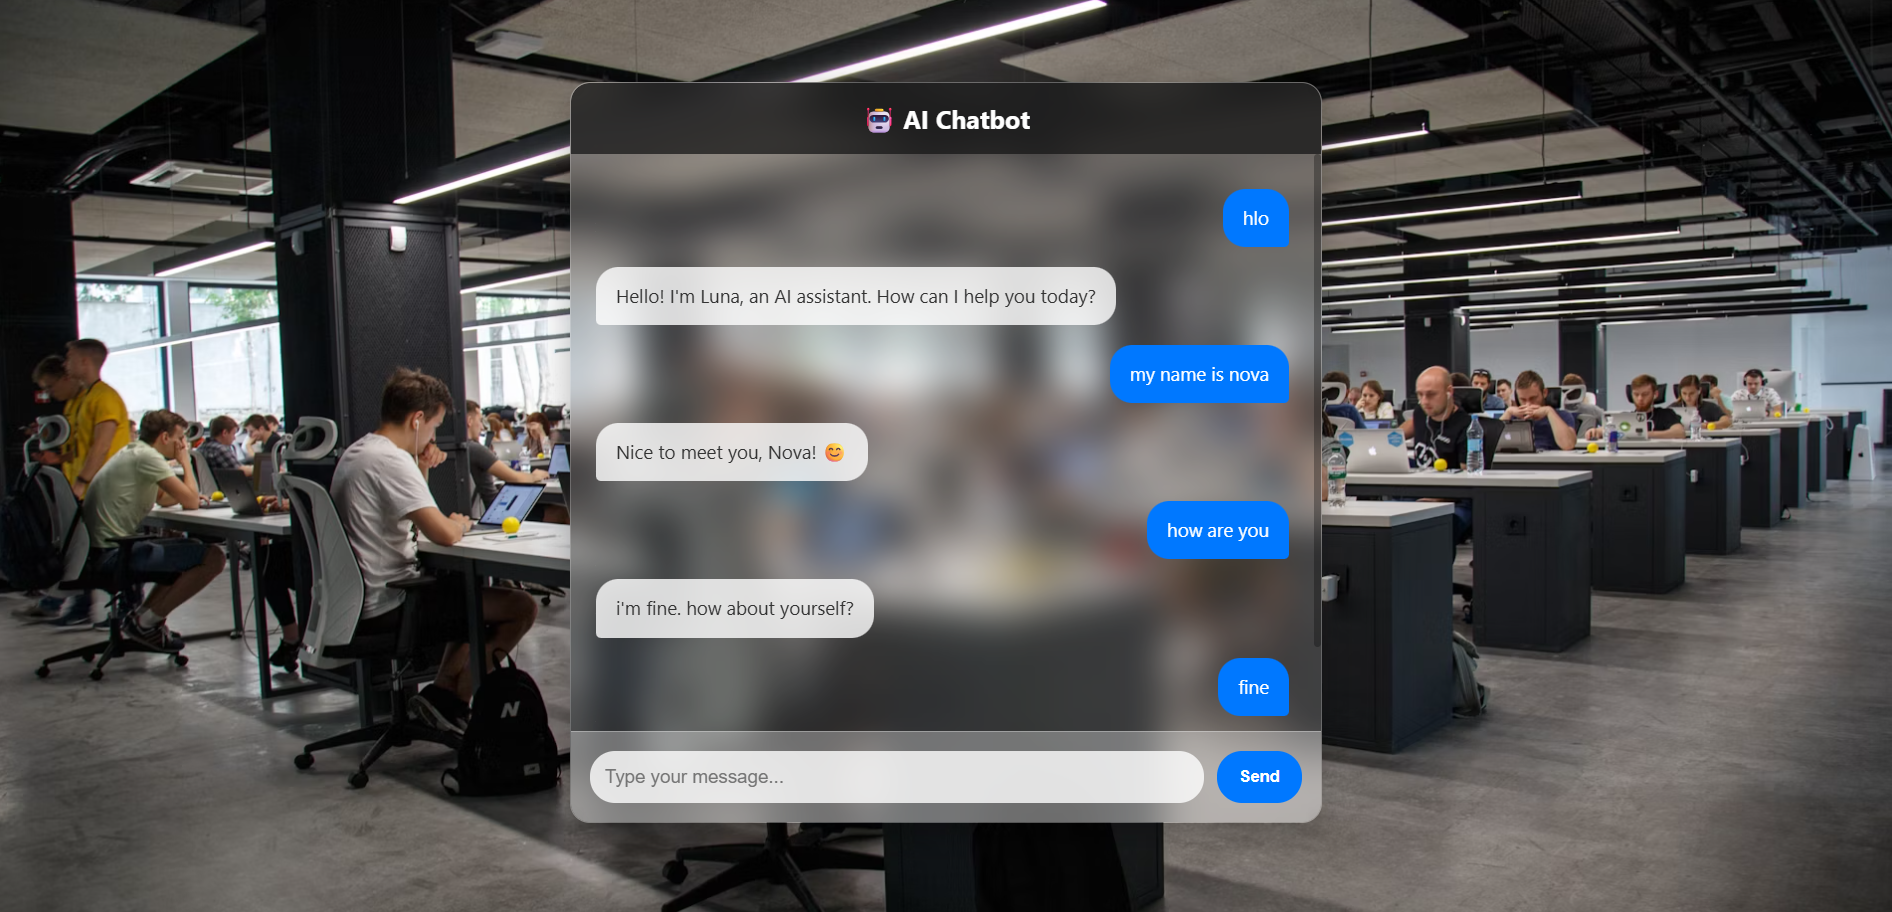 AI Chatbot
hlo
Hello! I'm Luna, an AI assistant. How can I help you today?
my name is nova
Nice to meet you, Nova! 😊
how are you
i'm fine. how about yourself?
fine
Type your message...
Send
N